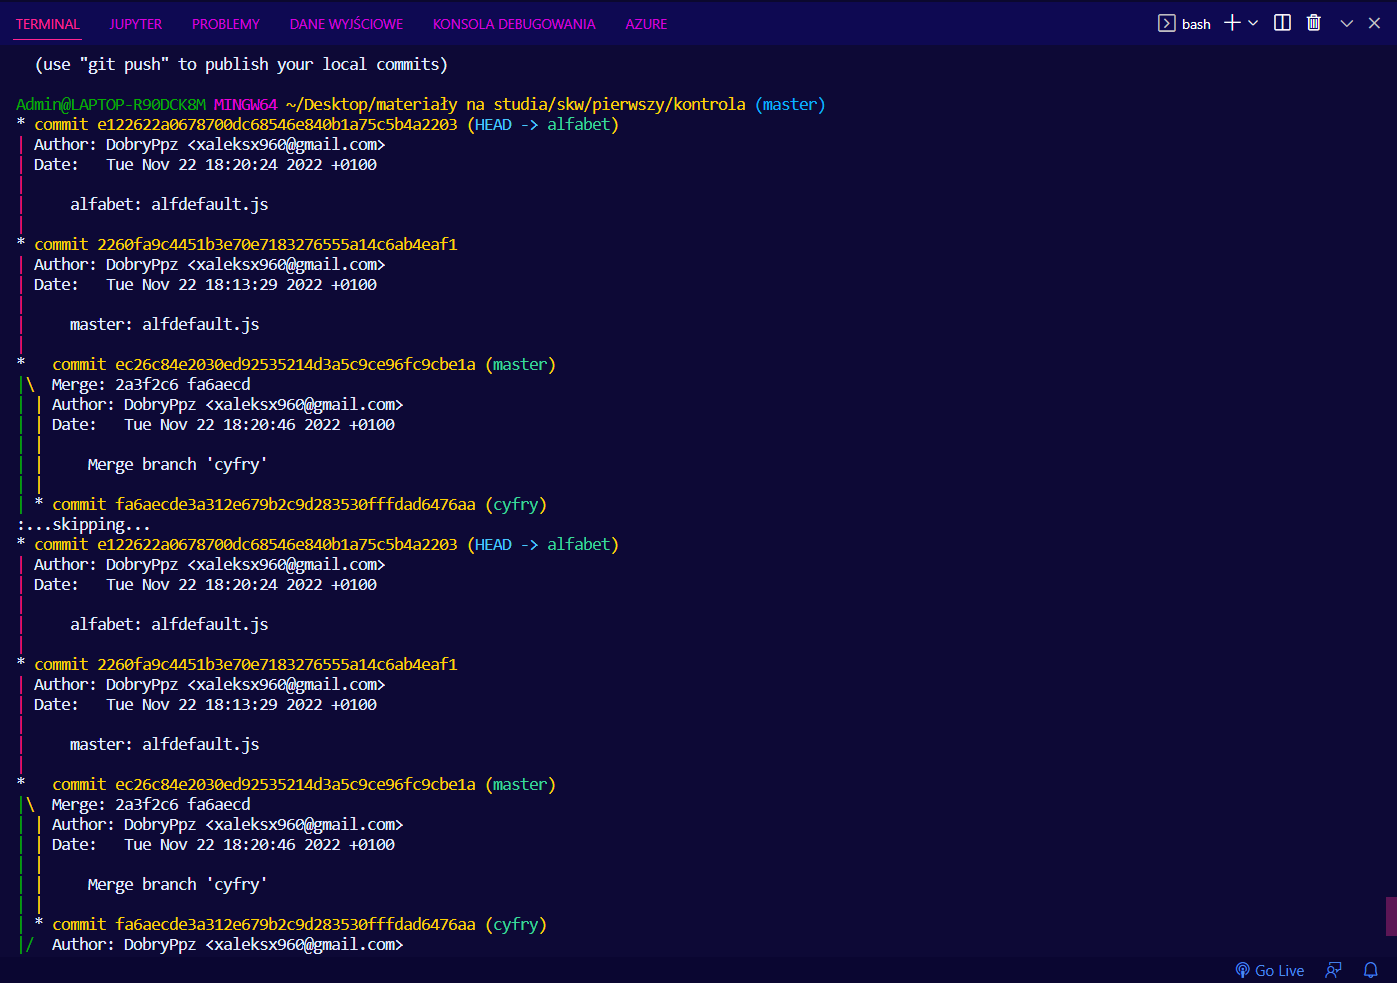 TERMINAL JUPYTER PROBLEMY DANE WYJŚCIOWE KONSOLA DEBUGOWANIA AZURE bash
(use "git push" to publish your local commits)
Admin@LAPTOP-R90DCK8M MINGW64 ~/Desktop/materiały na studia/skw/pierwszy/kontrola (master)
* commit e122622a0678700dc68546e840b1a75c5b4a2203 (HEAD -> alfabet)
| Author: DobryPpz <xaleksx960@gmail.com>
| Date:   Tue Nov 22 18:20:24 2022 +0100
|
|     alfabet: alfdefault.js
|
* commit 2260fa9c4451b3e70e7183276555a14c6ab4eaf1
| Author: DobryPpz <xaleksx960@gmail.com>
| Date:   Tue Nov 22 18:13:29 2022 +0100
|
|     master: alfdefault.js
|
*   commit ec26c84e2030ed92535214d3a5c9ce96fc9cbe1a (master)
|\  Merge: 2a3f2c6 fa6aecd
| | Author: DobryPpz <xaleksx960@gmail.com>
| | Date:   Tue Nov 22 18:20:46 2022 +0100
| |
| |     Merge branch 'cyfry'
| |
| * commit fa6aecde3a312e679b2c9d283530fffdad6476aa (cyfry)
:...skipping...
* commit e122622a0678700dc68546e840b1a75c5b4a2203 (HEAD -> alfabet)
| Author: DobryPpz <xaleksx960@gmail.com>
| Date:   Tue Nov 22 18:20:24 2022 +0100
|
|     alfabet: alfdefault.js
|
* commit 2260fa9c4451b3e70e7183276555a14c6ab4eaf1
| Author: DobryPpz <xaleksx960@gmail.com>
| Date:   Tue Nov 22 18:13:29 2022 +0100
|
|     master: alfdefault.js
|
*   commit ec26c84e2030ed92535214d3a5c9ce96fc9cbe1a (master)
|\  Merge: 2a3f2c6 fa6aecd
| | Author: DobryPpz <xaleksx960@gmail.com>
| | Date:   Tue Nov 22 18:20:46 2022 +0100
| |
| |     Merge branch 'cyfry'
| |
| * commit fa6aecde3a312e679b2c9d283530fffdad6476aa (cyfry)
|/  Author: DobryPpz <xaleksx960@gmail.com>
Go Live